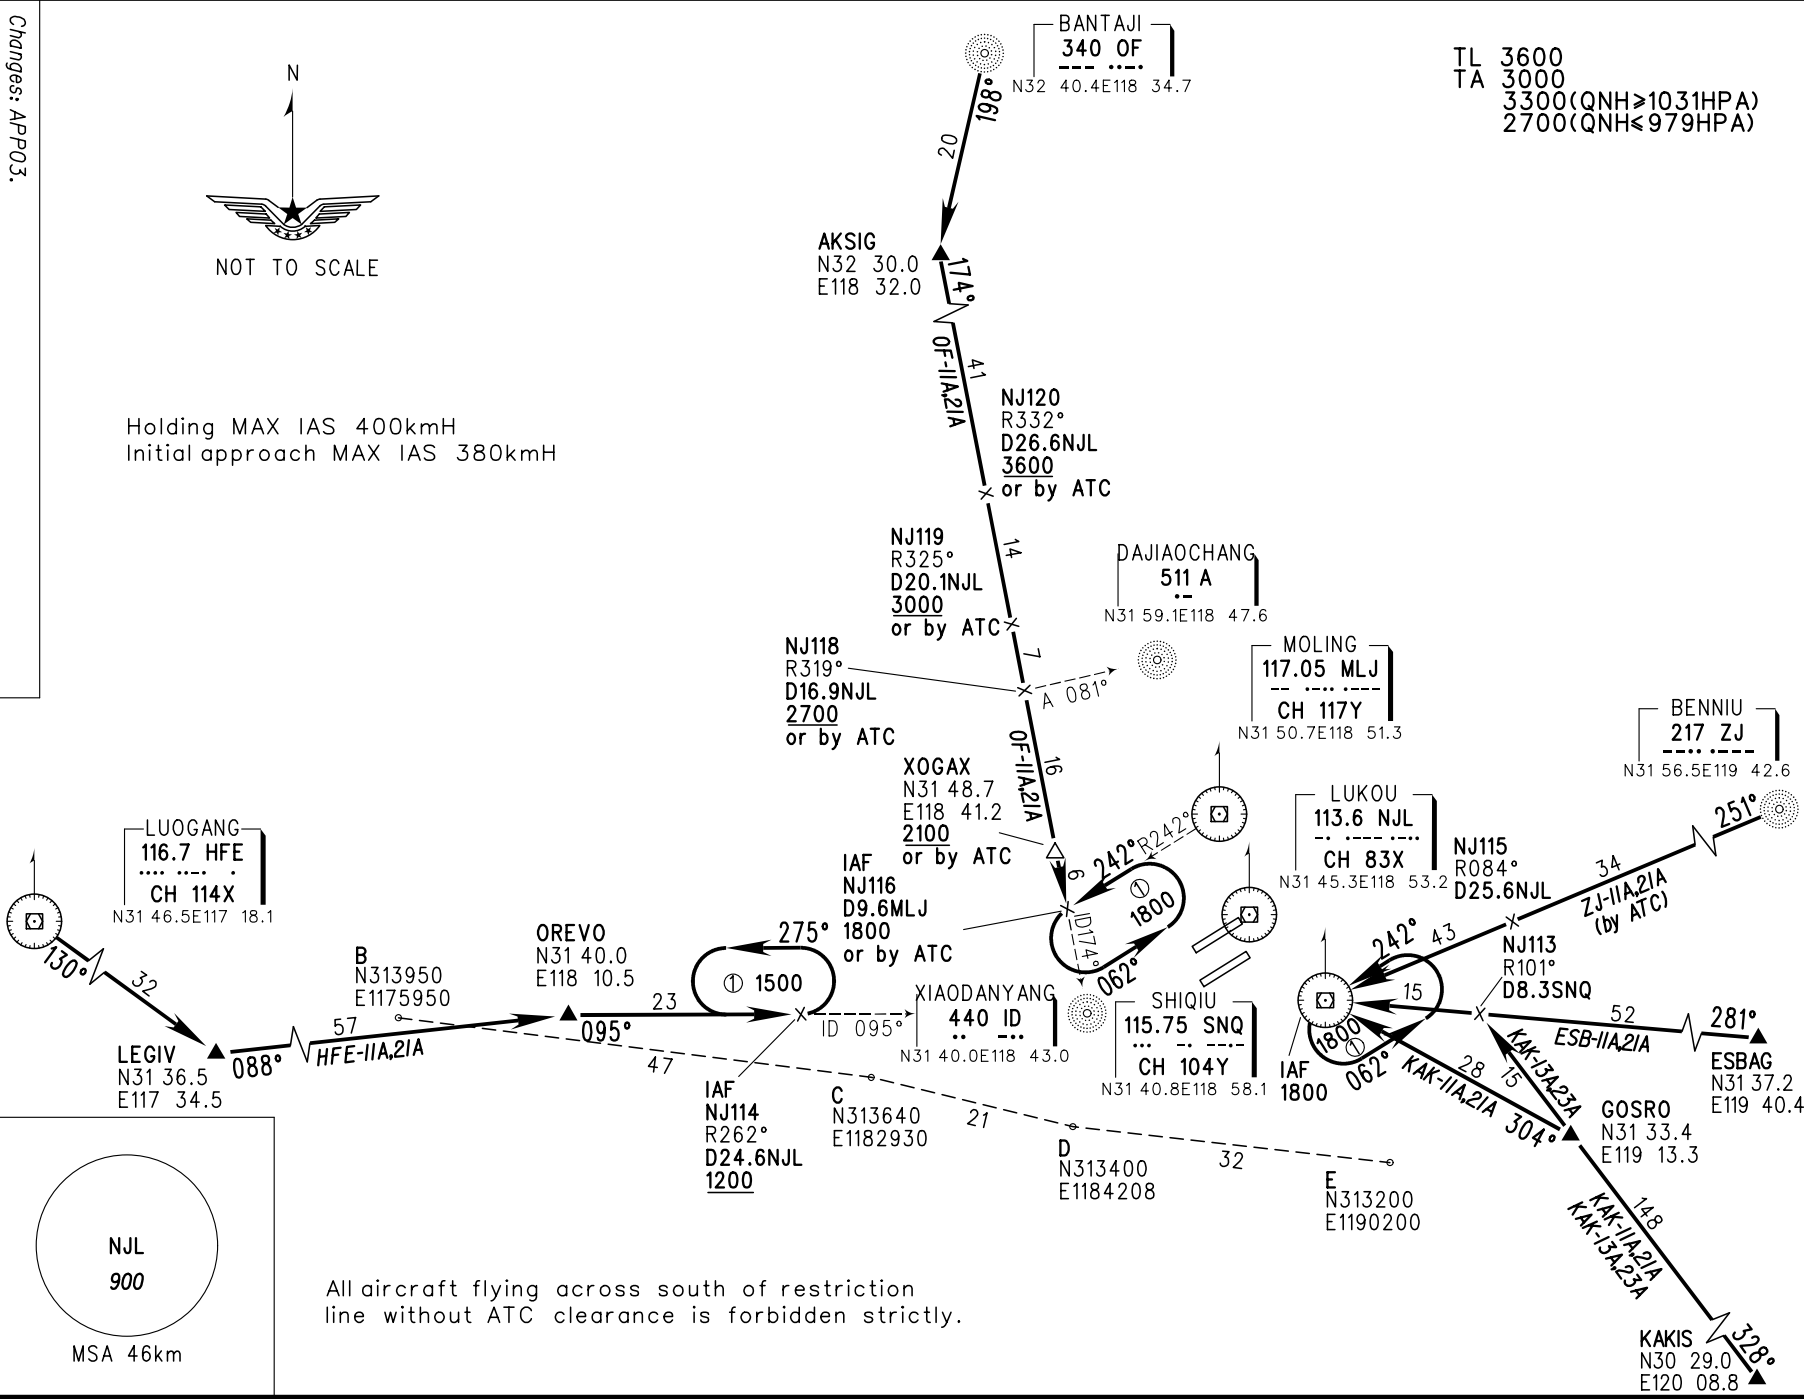 Changes: APP03.
N
NOT TO SCALE
BANTAJI
340 OF
N32 40.4E118 34.7
TL 3600
TA 3000
3300(QNH≥1031HPA)
2700(QNH≤979HPA)
198°
20
AKSIG
N32 30.0
E118 32.0
174°
OF-11A,21A
41
Holding MAX IAS 400kmH
Initial approach MAX IAS 380kmH
NJ120
R332°
D26.6NJL
3600
or by ATC
14
NJ119
R325°
D20.1NJL
3000
or by ATC
7
DAJIAOCHANG
511 A
N31 59.1E118 47.6
NJ118
R319°
D16.9NJL
2700
or by ATC
A 081°
OF-11A,21A
16
MOLING
117.05 MLJ
CH 117Y
N31 50.7E118 51.3
BENNIU
217 ZJ
N31 56.5E119 42.6
XOGAX
N31 48.7
E118 41.2
2100
or by ATC
6
242°
R242°
1
1800
ID174°
062°
IAF
NJ116
D9.6MLJ
1800
or by ATC
LUKOU
113.6 NJL
CH 83X
N31 45.3E118 53.2
NJ115
R084°
D25.6NJL
251°
34
ZJ-11A,21A
(by ATC)
43
242°
LUOGANG
116.7 HFE
CH 114X
N31 46.5E117 18.1
130°
32
B
N313950
E1175950
OREVO
N31 40.0
E118 10.5
275°
1 1500
23
095°
ID 095°
XIAODANYANG
440 ID
N31 40.0E118 43.0
SHIQIU
115.75 SNQ
CH 104Y
N31 40.8E118 58.1
NJ113
R101°
D8.3SNQ
15
52
ESB-11A,21A
281°
ESBAG
N31 37.2
E119 40.4
1800
1
062°
IAF
1800
KAK-13A,23A
15
28
KAK-11A,21A
304°
GOSRO
N31 33.4
E119 13.3
LEGIV
N31 36.5
E117 34.5
088°
57
HFE-11A,21A
47
IAF
NJ114
R262°
D24.6NJL
1200
C
N313640
E1182930
21
D
N313400
E1184208
32
E
N313200
E1190200
148
KAK-11A,21A
KAK-13A,23A
328°
KAKIS
N30 29.0
E120 08.8
NJL
900
MSA 46km
All aircraft flying across south of restriction
line without ATC clearance is forbidden strictly.